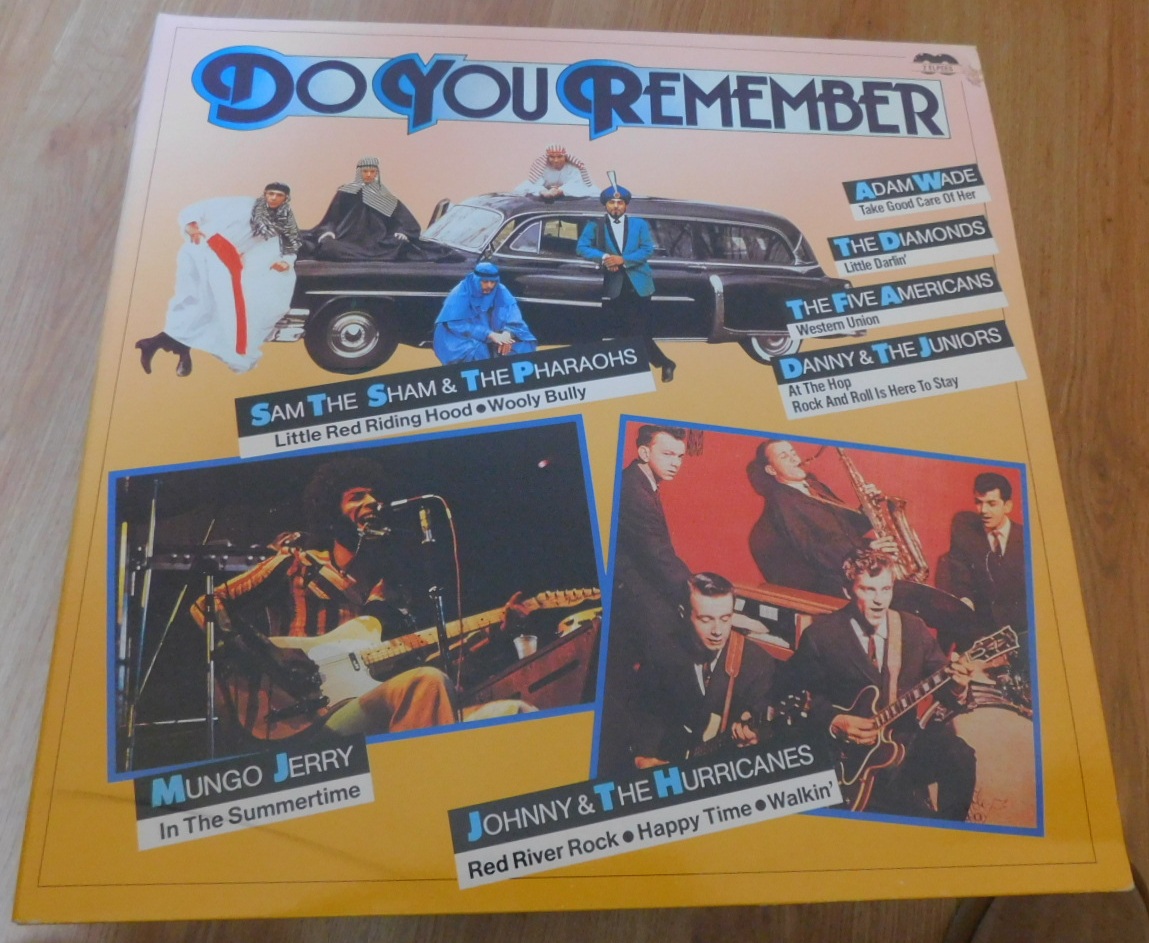 DO YOU REMEMBER
ADAM WADE
Take Good Care Of Her
THE DIAMONDS
Little Darlin'
THE FIVE AMERICANS
Western Union
DANNY & THE JUNIORS
At The Hop
Rock And Roll Is Here To Stay
SAM THE SHAM & THE PHARAOHS
Little Red Riding Hood ● Wooly Bully
MUNGO JERRY
In The Summertime
JOHNNY & THE HURRICANES
Red River Rock ● Happy Time ● Walkin'